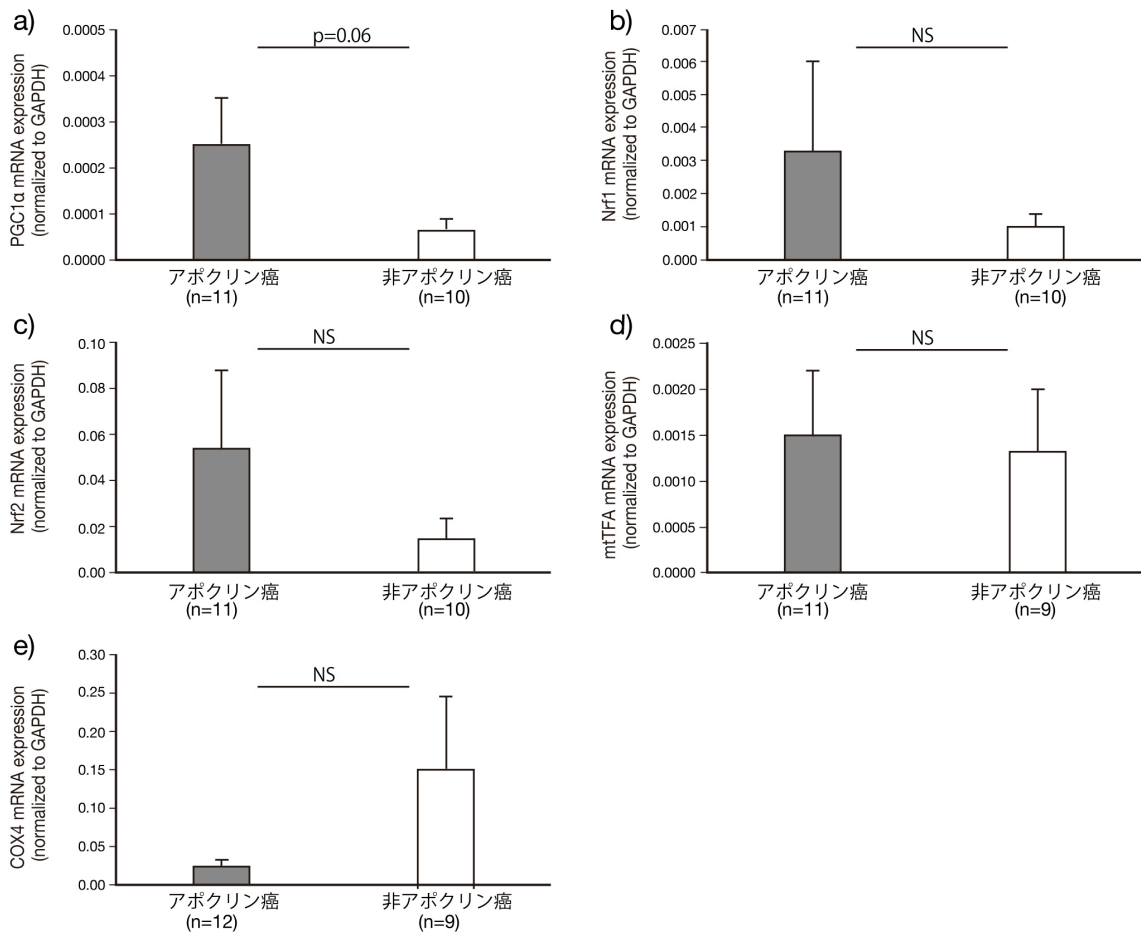 a)
PGC1α mRNA expression
(normalized to GAPDH)
0.0005
0.0004
0.0003
0.0002
0.0001
0.0000
p=0.06
アポクリン癌
(n=11)
非アポクリン癌
(n=10)
b)
Nrf1 mRNA expression
(normalized to GAPDH)
0.007
0.006
0.005
0.004
0.003
0.002
0.001
0.000
NS
アポクリン癌
(n=11)
非アポクリン癌
(n=10)
c)
Nrf2 mRNA expression
(normalized to GAPDH)
0.10
0.08
0.06
0.04
0.02
0.00
NS
アポクリン癌
(n=11)
非アポクリン癌
(n=10)
d)
mtTFA mRNA expression
(normalized to GAPDH)
0.0025
0.0020
0.0015
0.0010
0.0005
0.0000
NS
アポクリン癌
(n=11)
非アポクリン癌
(n=9)
e)
COX4 mRNA expression
(normalized to GAPDH)
0.30
0.25
0.20
0.15
0.10
0.05
0.00
NS
アポクリン癌
(n=12)
非アポクリン癌
(n=9)